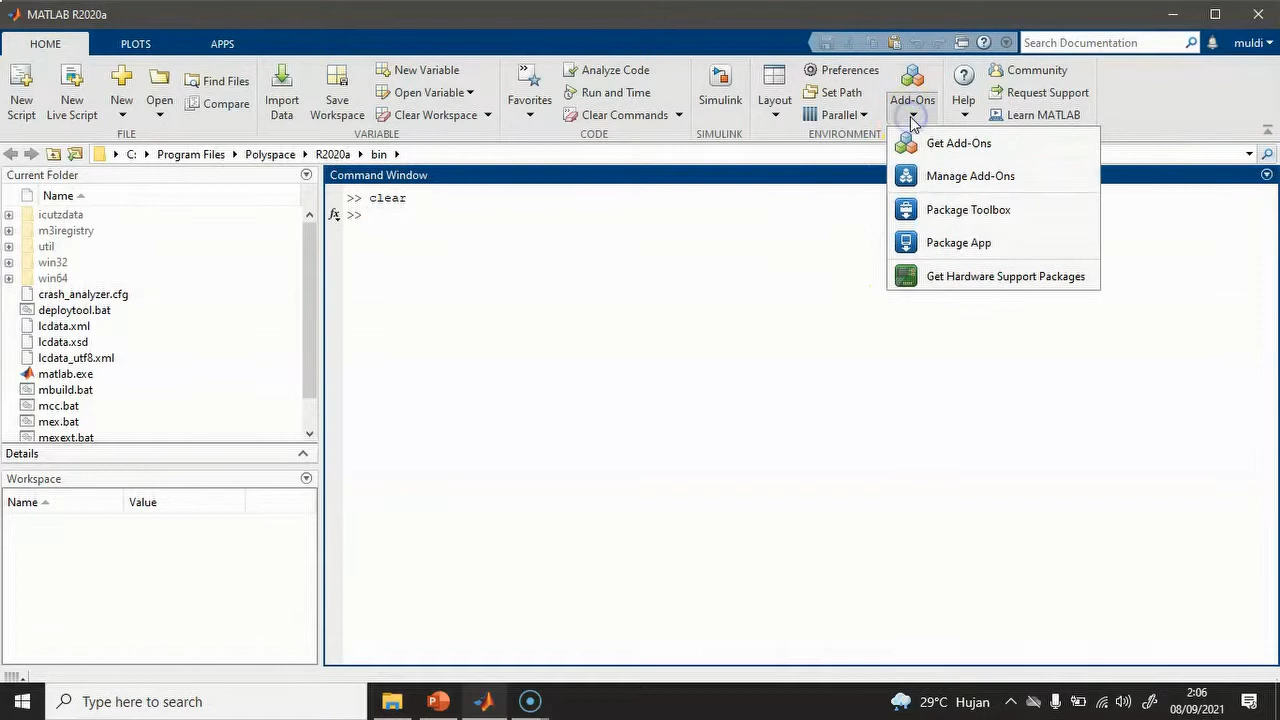 MATLAB R2020a
HOME
PLOTS
APPS
Search Documentation
muldi
New Script
New Live Script
New
Open
Find Files
Compare
FILE
Import Data
Save Workspace
New Variable
Open Variable
Clear Workspace
VARIABLE
Favorites
Analyze Code
Run and Time
Clear Commands
CODE
Simulink
SIMULINK
Layout
Preferences
Set Path
Parallel
ENVIRONMENT
Add-Ons
Help
Community
Request Support
Learn MATLAB
Get Add-Ons
Manage Add-Ons
Package Toolbox
Package App
Get Hardware Support Packages
C:
Program Files
Polyspace
R2020a
bin
Current Folder
Name
icutzdata
m3iregistry
util
win32
win64
crash_analyzer.cfg
deploytool.bat
lcdata.xml
lcdata.xsd
lcdata_utf8.xml
matlab.exe
mbuild.bat
mcc.bat
mex.bat
mexext.bat
Details
Workspace
Name
Value
Command Window
>> clear
fx >>
Type here to search
29°C Hujan
2:06
08/09/2021